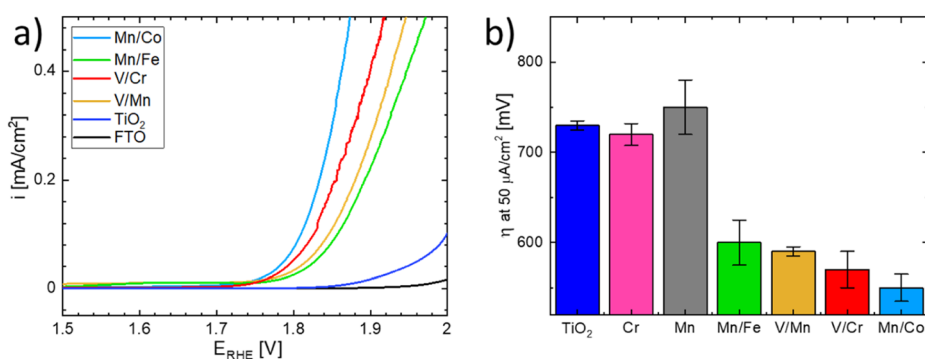 a)
Mn/Co
Mn/Fe
V/Cr
V/Mn
TiO₂
FTO
i [mA/cm²]
0.4
0.2
0
1.5 1.6 1.7 1.8 1.9 2
E_RHE [V]
b)
η at 50 µA/cm² [mV]
800
700
600
TiO₂ Cr Mn Mn/Fe V/Mn V/Cr Mn/Co